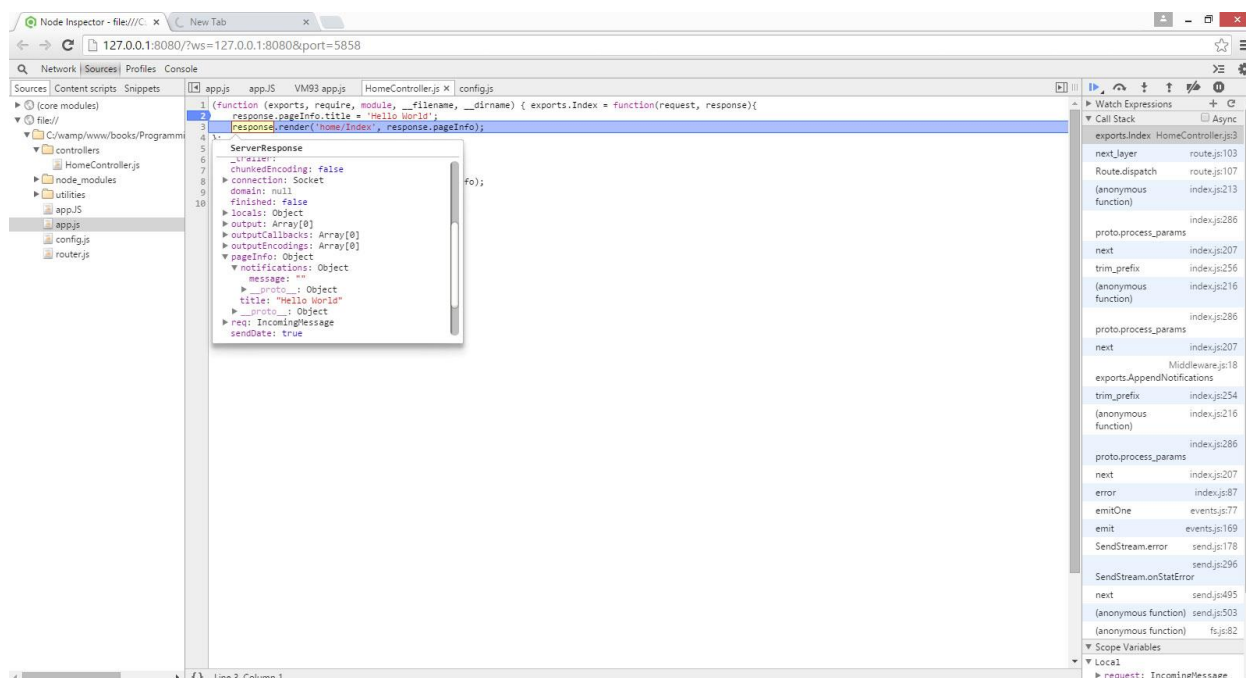 Node Inspector - file:///C:
New Tab
127.0.0.1:8080/?ws=127.0.0.1:8080&port=5858
Network Sources Profiles Console
Sources Content scripts Snippets
app.js app.JS VM93 app.js HomeController.js × config.js
(core modules)
file://
C:/wamp/www/books/Programmi
controllers
HomeController.js
node_modules
utilities
app.JS
app.js
config.js
router.js
1 (function (exports, require, module, __filename, __dirname) { exports.Index = function(request, response){
2 response.pageInfo.title = 'Hello World';
3 response.render('home/Index', response.pageInfo);
4 };
5
6
7
8 fo);
9
10
ServerResponse
_trailer:
chunkedEncoding: false
connection: Socket
domain: null
finished: false
locals: Object
output: Array[0]
outputCallbacks: Array[0]
outputEncodings: Array[0]
pageInfo: Object
notifications: Object
message: ""
__proto__: Object
title: "Hello World"
__proto__: Object
req: IncomingMessage
sendDate: true
{} Line 3, Column 1
Watch Expressions
Call Stack Async
exports.Index HomeController.js:3
next_layer route.js:103
Route.dispatch route.js:107
(anonymous index.js:213
function)
index.js:286
proto.process_params
next index.js:207
trim_prefix index.js:256
(anonymous index.js:216
function)
index.js:286
proto.process_params
next index.js:207
Middleware.js:18
exports.AppendNotifications
trim_prefix index.js:254
(anonymous index.js:216
function)
index.js:286
proto.process_params
next index.js:207
error index.js:87
emitOne events.js:77
emit events.js:169
SendStream.error send.js:178
send.js:296
SendStream.onStatError
next send.js:495
(anonymous function) send.js:503
(anonymous function) fs.js:82
Scope Variables
Local
request: IncomingMessage